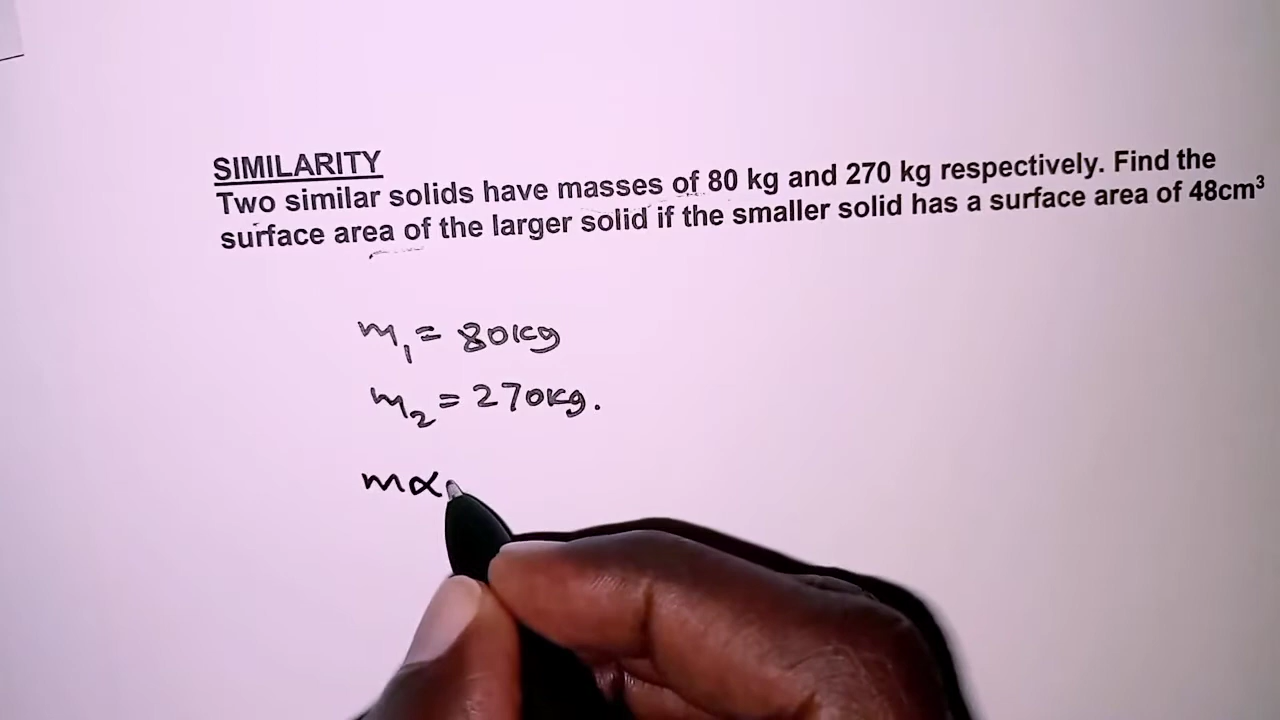 SIMILARITY
Two similar solids have masses of 80 kg and 270 kg respectively. Find the
surface area of the larger solid if the smaller solid has a surface area of 48cm³
m₁ = 80kg
m₂ = 270kg.
m∝